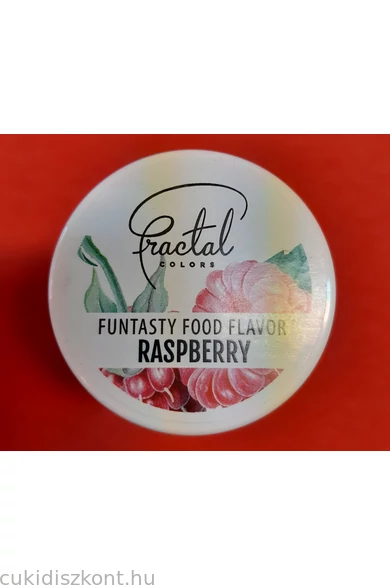 fractal
COLORS
FUNTASTY FOOD FLAVOR
RASPBERRY
cukidiszkont.hu